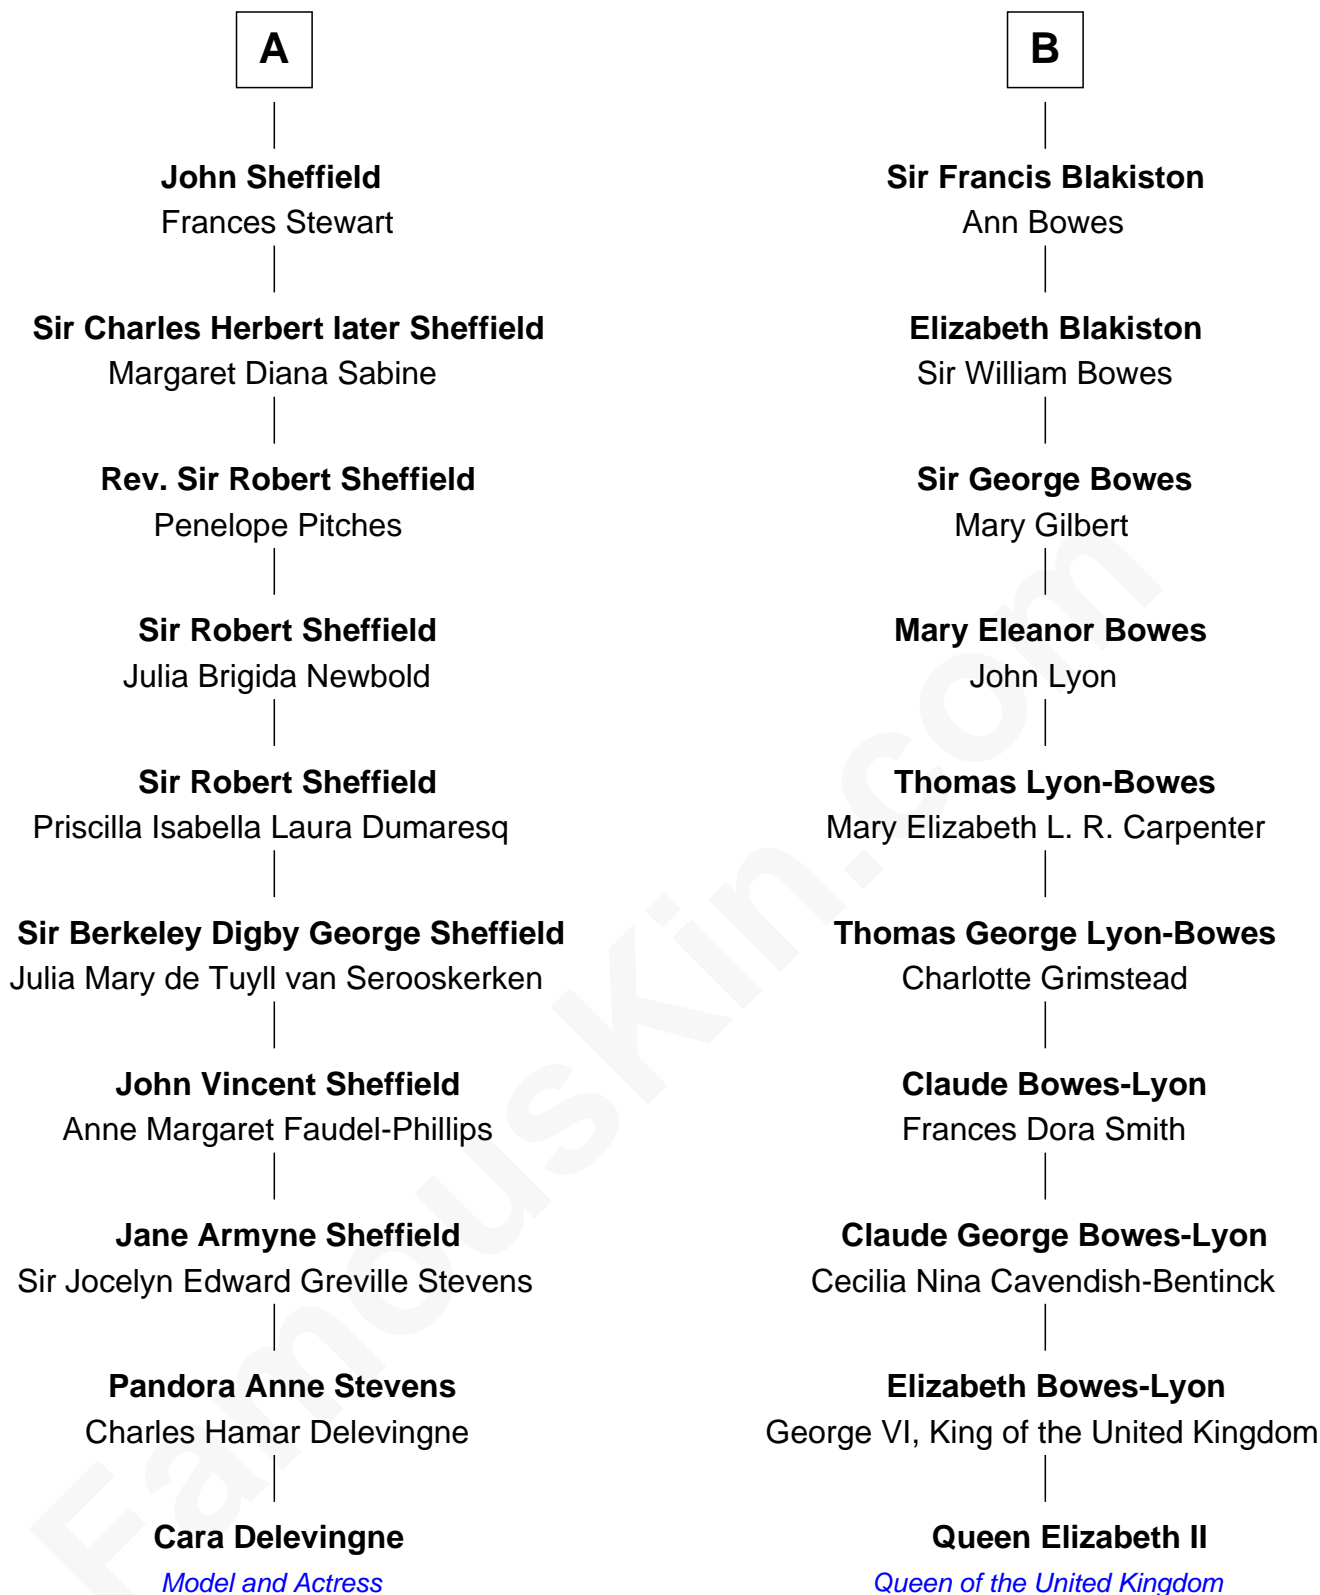 A
John Sheffield
Frances Stewart
Sir Charles Herbert later Sheffield
Margaret Diana Sabine
Rev. Sir Robert Sheffield
Penelope Pitches
Sir Robert Sheffield
Julia Brigida Newbold
Sir Robert Sheffield
Priscilla Isabella Laura Dumaresq
Sir Berkeley Digby George Sheffield
Julia Mary de Tuyll van Serooskerken
John Vincent Sheffield
Anne Margaret Faudel-Phillips
Jane Armyne Sheffield
Sir Jocelyn Edward Greville Stevens
Pandora Anne Stevens
Charles Hamar Delevingne
Cara Delevingne
Model and Actress
B
Sir Francis Blakiston
Ann Bowes
Elizabeth Blakiston
Sir William Bowes
Sir George Bowes
Mary Gilbert
Mary Eleanor Bowes
John Lyon
Thomas Lyon-Bowes
Mary Elizabeth L. R. Carpenter
Thomas George Lyon-Bowes
Charlotte Grimstead
Claude Bowes-Lyon
Frances Dora Smith
Claude George Bowes-Lyon
Cecilia Nina Cavendish-Bentinck
Elizabeth Bowes-Lyon
George VI, King of the United Kingdom
Queen Elizabeth II
Queen of the United Kingdom
FamousKin.com